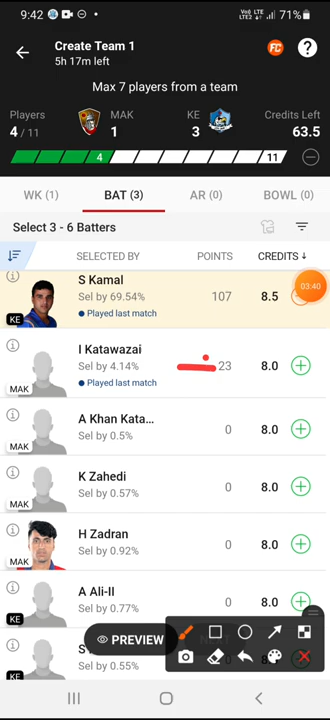 9:42 Vo) LTE LTE2 71%
Create Team 1
5h 17m left
FC ?
Max 7 players from a team
Players MAK KE Credits Left
4 / 11 1 3 63.5
4 11
WK (1) BAT (3) AR (0) BOWL (0)
Select 3 - 6 Batters
SELECTED BY POINTS CREDITS ↓
S Kamal
Sel by 69.54% 107 8.5
Played last match
KE
03:40
I Katawazai
Sel by 4.14% 23 8.0
Played last match
MAK
A Khan Kata...
Sel by 0.5% 0 8.0
MAK
K Zahedi
Sel by 0.57% 0 8.0
MAK
H Zadran
Sel by 0.92% 0 8.0
MAK
A Ali-II
Sel by 0.77% 0 8.0
KE
PREVIEW
Sel by 0.55%
KE